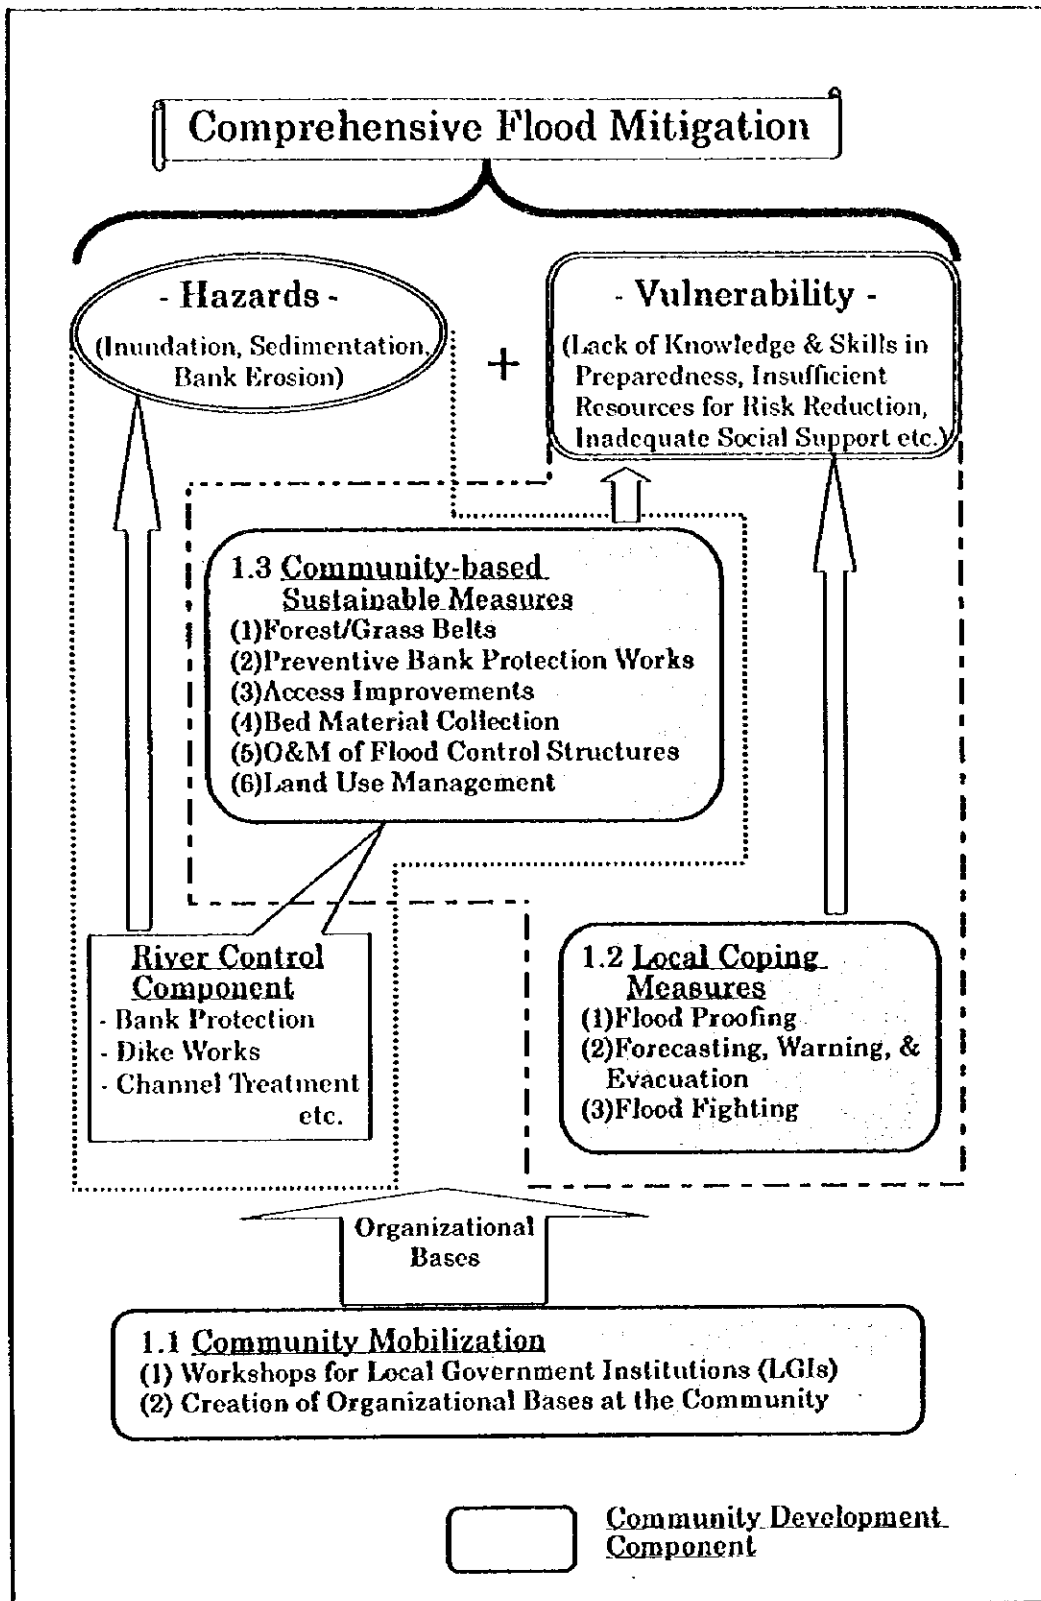 Comprehensive Flood Mitigation
- Hazards -
(Inundation, Sedimentation,
Bank Erosion)
+
- Vulnerability -
(Lack of Knowledge & Skills in
Preparedness, Insufficient
Resources for Risk Reduction,
Inadequate Social Support etc.)
1.3 Community-based
Sustainable Measures
(1)Forest/Grass Belts
(2)Preventive Bank Protection Works
(3)Access Improvements
(4)Bed Material Collection
(5)O&M of Flood Control Structures
(6)Land Use Management
River Control
Component
- Bank Protection
- Dike Works
- Channel Treatment
etc.
1.2 Local Coping
Measures
(1)Flood Proofing
(2)Forecasting, Warning, &
Evacuation
(3)Flood Fighting
Organizational
Bases
1.1 Community Mobilization
(1) Workshops for Local Government Institutions (LGIs)
(2) Creation of Organizational Bases at the Community
Community Development
Component